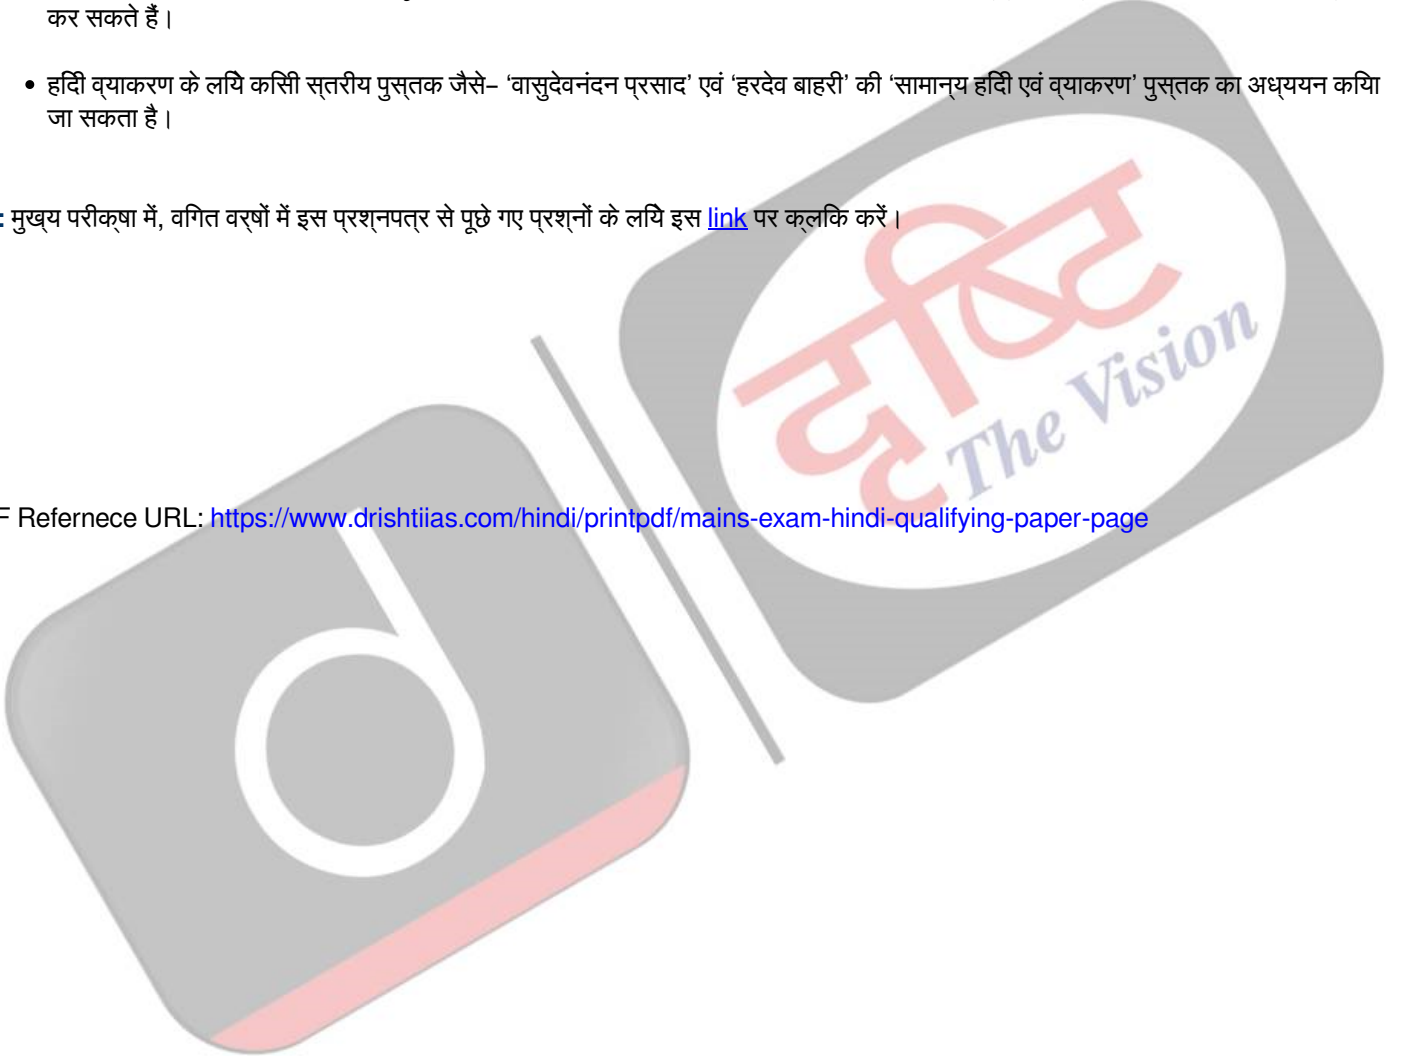 कर सकते हैं।
• हिंदी व्याकरण के लिये किसी स्तरीय पुस्तक जैसे– ‘वासुदेवनंदन प्रसाद’ एवं ‘हरदेव बाहरी’ की ‘सामान्य हिंदी एवं व्याकरण’ पुस्तक का अध्ययन किया
जा सकता है।
: मुख्य परीक्षा में, विगत वर्षों में इस प्रश्नपत्र से पूछे गए प्रश्नों के लिये इस link पर क्लिक करें।
दृष्टि
The Vision
F Refernece URL: https://www.drishtiias.com/hindi/printpdf/mains-exam-hindi-qualifying-paper-page
d